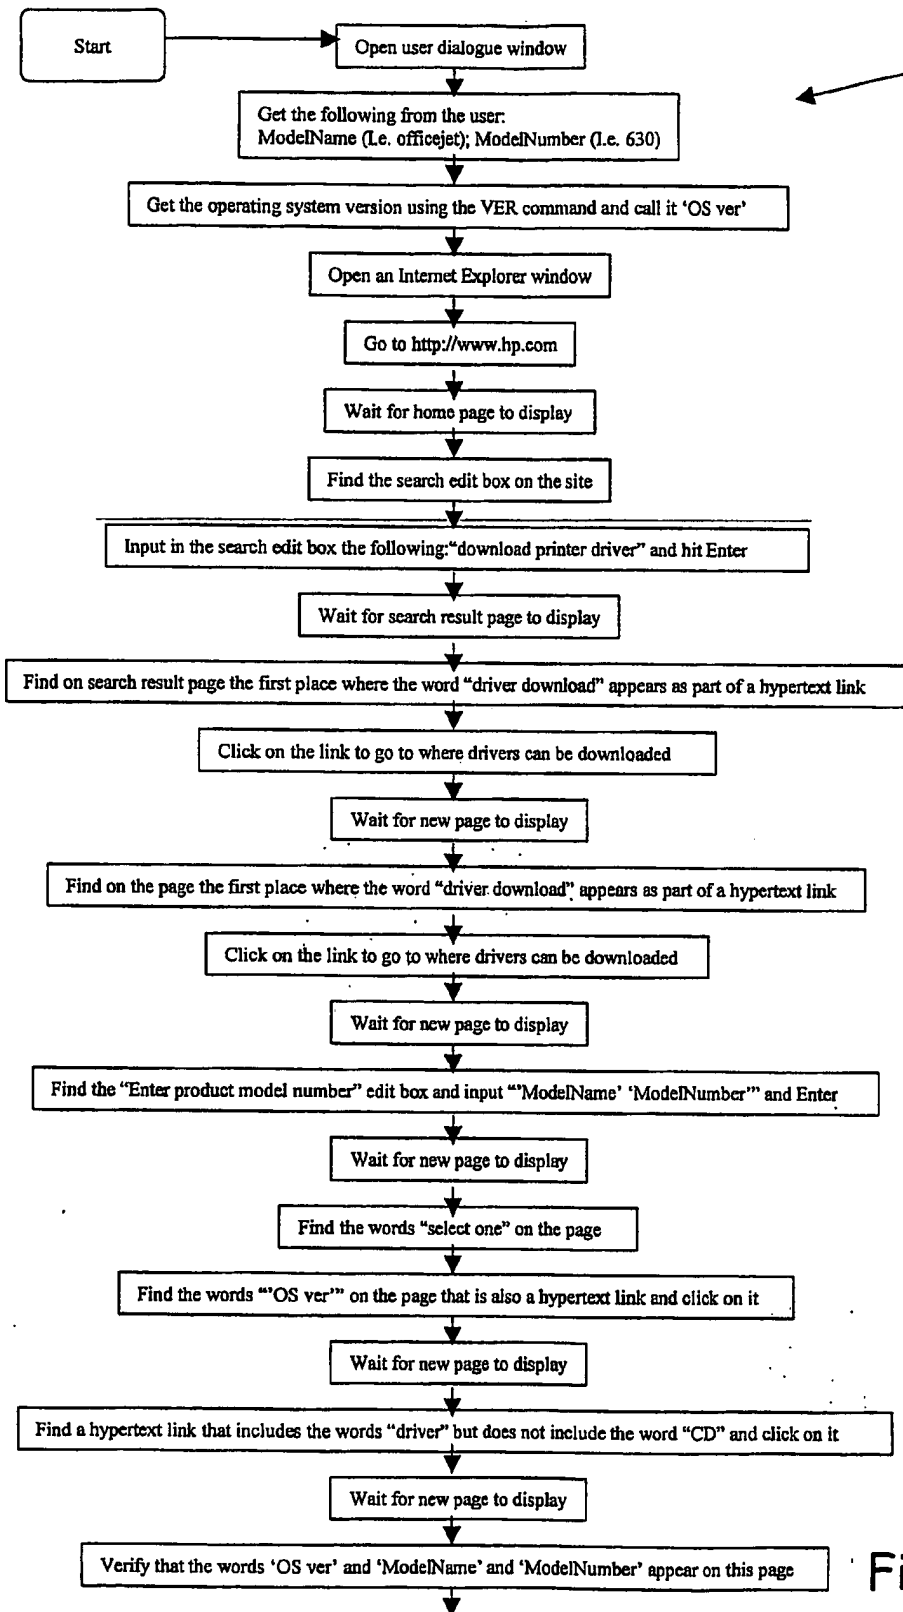 Start
Open user dialogue window
Get the following from the user:
ModelName (I.e. officejet); ModelNumber (I.e. 630)
Get the operating system version using the VER command and call it ‘OS ver’
Open an Internet Explorer window
Go to http://www.hp.com
Wait for home page to display
Find the search edit box on the site
Input in the search edit box the following:“download printer driver” and hit Enter
Wait for search result page to display
Find on search result page the first place where the word “driver download” appears as part of a hypertext link
Click on the link to go to where drivers can be downloaded
Wait for new page to display
Find on the page the first place where the word “driver download” appears as part of a hypertext link
Click on the link to go to where drivers can be downloaded
Wait for new page to display
Find the “Enter product model number” edit box and input “‘ModelName’ ‘ModelNumber’” and Enter
Wait for new page to display
Find the words “select one” on the page
Find the words “‘OS ver’” on the page that is also a hypertext link and click on it
Wait for new page to display
Find a hypertext link that includes the words “driver” but does not include the word “CD” and click on it
Wait for new page to display
Verify that the words ‘OS ver’ and ‘ModelName’ and ‘ModelNumber’ appear on this page
Fi